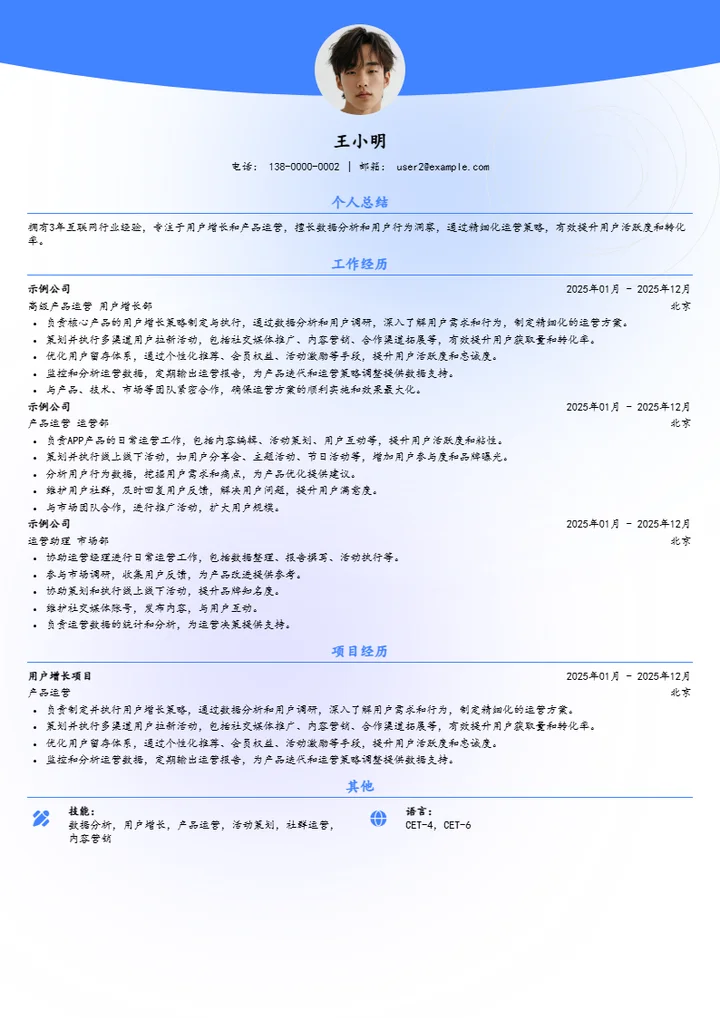 王小明
电话： 138-0000-0002 | 邮箱： user2@example.com
个人总结
拥有3年互联网行业经验，专注于用户增长和产品运营，擅长数据分析和用户行为洞察，通过精细化运营策略，有效提升用户活跃度和转化
率。
工作经历
示例公司 2025年01月 - 2025年12月
高级产品运营 用户增长部 北京
• 负责核心产品的用户增长策略制定与执行，通过数据分析和用户调研，深入了解用户需求和行为，制定精细化的运营方案。
• 策划并执行多渠道用户拉新活动，包括社交媒体推广、内容营销、合作渠道拓展等，有效提升用户获取量和转化率。
• 优化用户留存体系，通过个性化推荐、会员权益、活动激励等手段，提升用户活跃度和忠诚度。
• 监控和分析运营数据，定期输出运营报告，为产品迭代和运营策略调整提供数据支持。
• 与产品、技术、市场等团队紧密合作，确保运营方案的顺利实施和效果最大化。
示例公司 2025年01月 - 2025年12月
产品运营 运营部 北京
• 负责APP产品的日常运营工作，包括内容编辑、活动策划、用户互动等，提升用户活跃度和粘性。
• 策划并执行线上线下活动，如用户分享会、主题活动、节日活动等，增加用户参与度和品牌曝光。
• 分析用户行为数据，挖掘用户需求和痛点，为产品优化提供建议。
• 维护用户社群，及时回复用户反馈，解决用户问题，提升用户满意度。
• 与市场团队合作，进行推广活动，扩大用户规模。
示例公司 2025年01月 - 2025年12月
运营助理 市场部 北京
• 协助运营经理进行日常运营工作，包括数据整理、报告撰写、活动执行等。
• 参与市场调研，收集用户反馈，为产品改进提供参考。
• 协助策划和执行线上线下活动，提升品牌知名度。
• 维护社交媒体账号，发布内容，与用户互动。
• 负责运营数据的统计和分析，为运营决策提供支持。
项目经历
用户增长项目 2025年01月 - 2025年12月
产品运营 北京
• 负责制定并执行用户增长策略，通过数据分析和用户调研，深入了解用户需求和行为，制定精细化的运营方案。
• 策划并执行多渠道用户拉新活动，包括社交媒体推广、内容营销、合作渠道拓展等，有效提升用户获取量和转化率。
• 优化用户留存体系，通过个性化推荐、会员权益、活动激励等手段，提升用户活跃度和忠诚度。
• 监控和分析运营数据，定期输出运营报告，为产品迭代和运营策略调整提供数据支持。
其他
技能：
数据分析，用户增长，产品运营，活动策划，社群运营，
内容营销
语言：
CET-4，CET-6